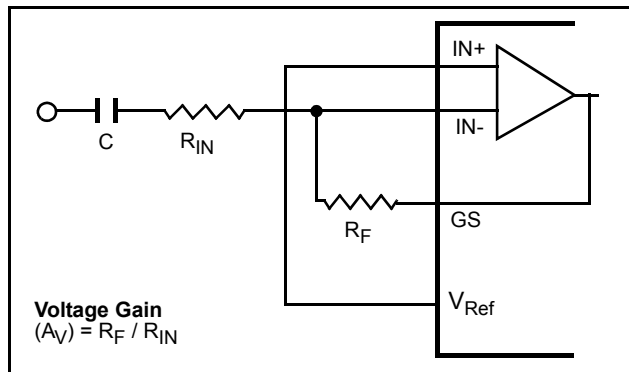 IN+
C
R_IN
IN-
R_F
GS
V_Ref
Voltage Gain
(A_V) = R_F / R_IN